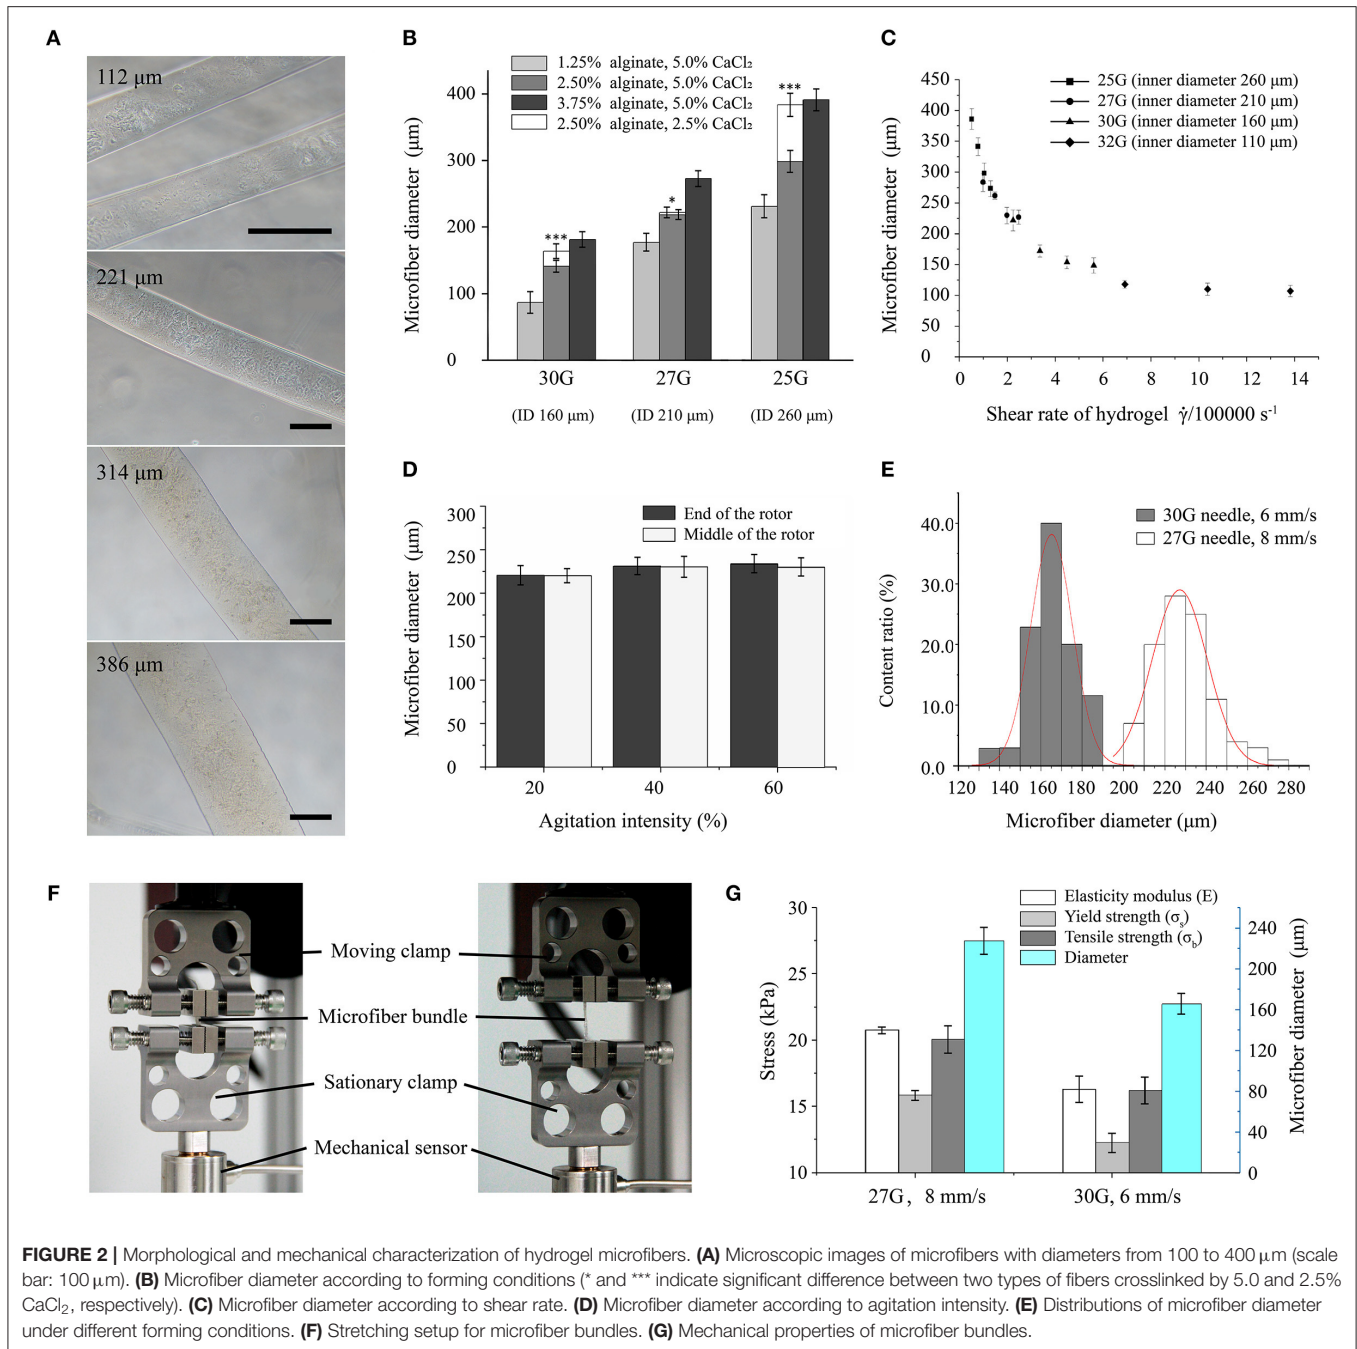 A
112 μm
221 μm
314 μm
386 μm
B
1.25% alginate, 5.0% CaCl₂
2.50% alginate, 5.0% CaCl₂
3.75% alginate, 5.0% CaCl₂
2.50% alginate, 2.5% CaCl₂
Microfiber diameter (μm)
400
300
200
100
0
***
*
***
30G
27G
25G
(ID 160 μm)
(ID 210 μm)
(ID 260 μm)
C
25G (inner diameter 260 μm)
27G (inner diameter 210 μm)
30G (inner diameter 160 μm)
32G (inner diameter 110 μm)
Microfiber diameter (μm)
450
400
350
300
250
200
150
100
50
0
0 2 4 6 8 10 12 14
Shear rate of hydrogel γ̇/100000 s⁻¹
D
End of the rotor
Middle of the rotor
Microfiber diameter (μm)
300
250
200
150
100
50
0
20 40 60
Agitation intensity (%)
E
30G needle, 6 mm/s
27G needle, 8 mm/s
Content ratio (%)
40.0
30.0
20.0
10.0
0.0
120 140 160 180 200 220 240 260 280
Microfiber diameter (μm)
F
Moving clamp
Microfiber bundle
Sationary clamp
Mechanical sensor
G
Elasticity modulus (E)
Yield strength (σₛ)
Tensile strength (σb)
Diameter
Stress (kPa)
30
25
20
15
10
240
200
160
120
80
40
0
Microfiber diameter (μm)
27G, 8 mm/s
30G, 6 mm/s
FIGURE 2 | Morphological and mechanical characterization of hydrogel microfibers. (A) Microscopic images of microfibers with diameters from 100 to 400 μm (scale
bar: 100 μm). (B) Microfiber diameter according to forming conditions (* and *** indicate significant difference between two types of fibers crosslinked by 5.0 and 2.5%
CaCl₂, respectively). (C) Microfiber diameter according to shear rate. (D) Microfiber diameter according to agitation intensity. (E) Distributions of microfiber diameter
under different forming conditions. (F) Stretching setup for microfiber bundles. (G) Mechanical properties of microfiber bundles.